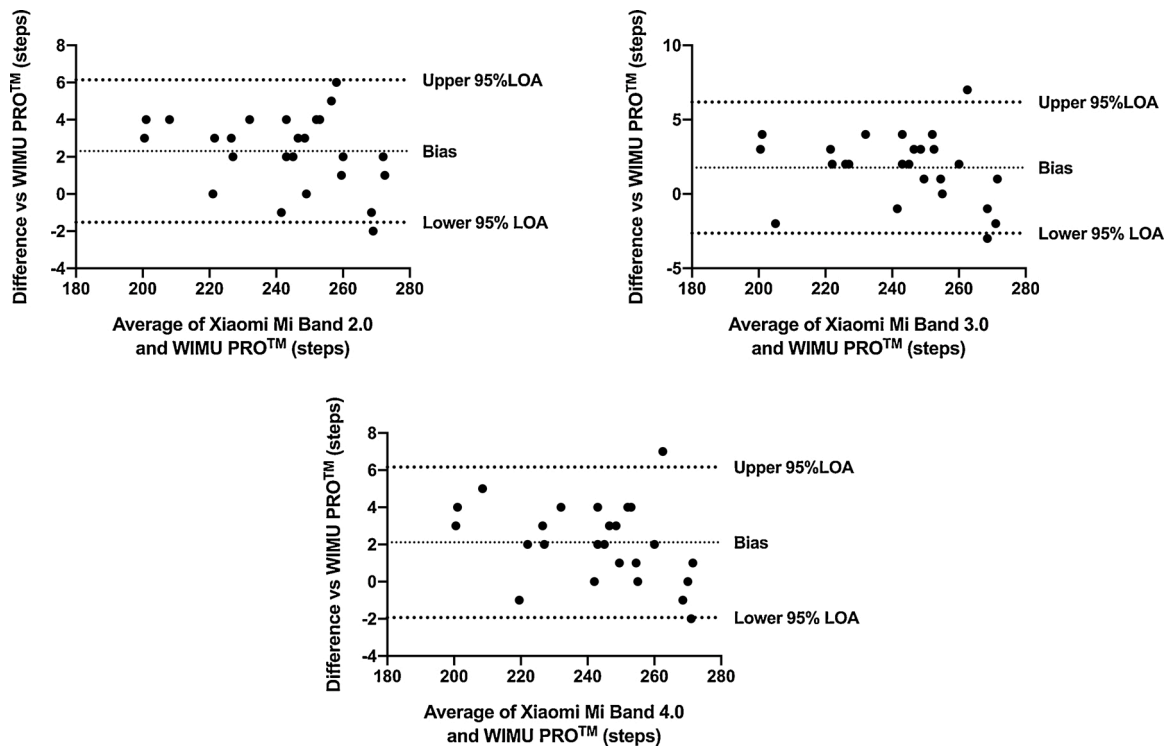 Difference vs WIMU PRO™ (steps)
8
6
4
2
0
-2
-4
180
200
220
240
260
280
Upper 95%LOA
Bias
Lower 95% LOA
Average of Xiaomi Mi Band 2.0
and WIMU PRO™ (steps)
Difference vs WIMU PRO™ (steps)
10
5
0
-5
180
200
220
240
260
280
Upper 95%LOA
Bias
Lower 95% LOA
Average of Xiaomi Mi Band 3.0
and WIMU PRO™ (steps)
Difference vs WIMU PRO™ (steps)
8
6
4
2
0
-2
-4
180
200
220
240
260
280
Upper 95%LOA
Bias
Lower 95% LOA
Average of Xiaomi Mi Band 4.0
and WIMU PRO™ (steps)